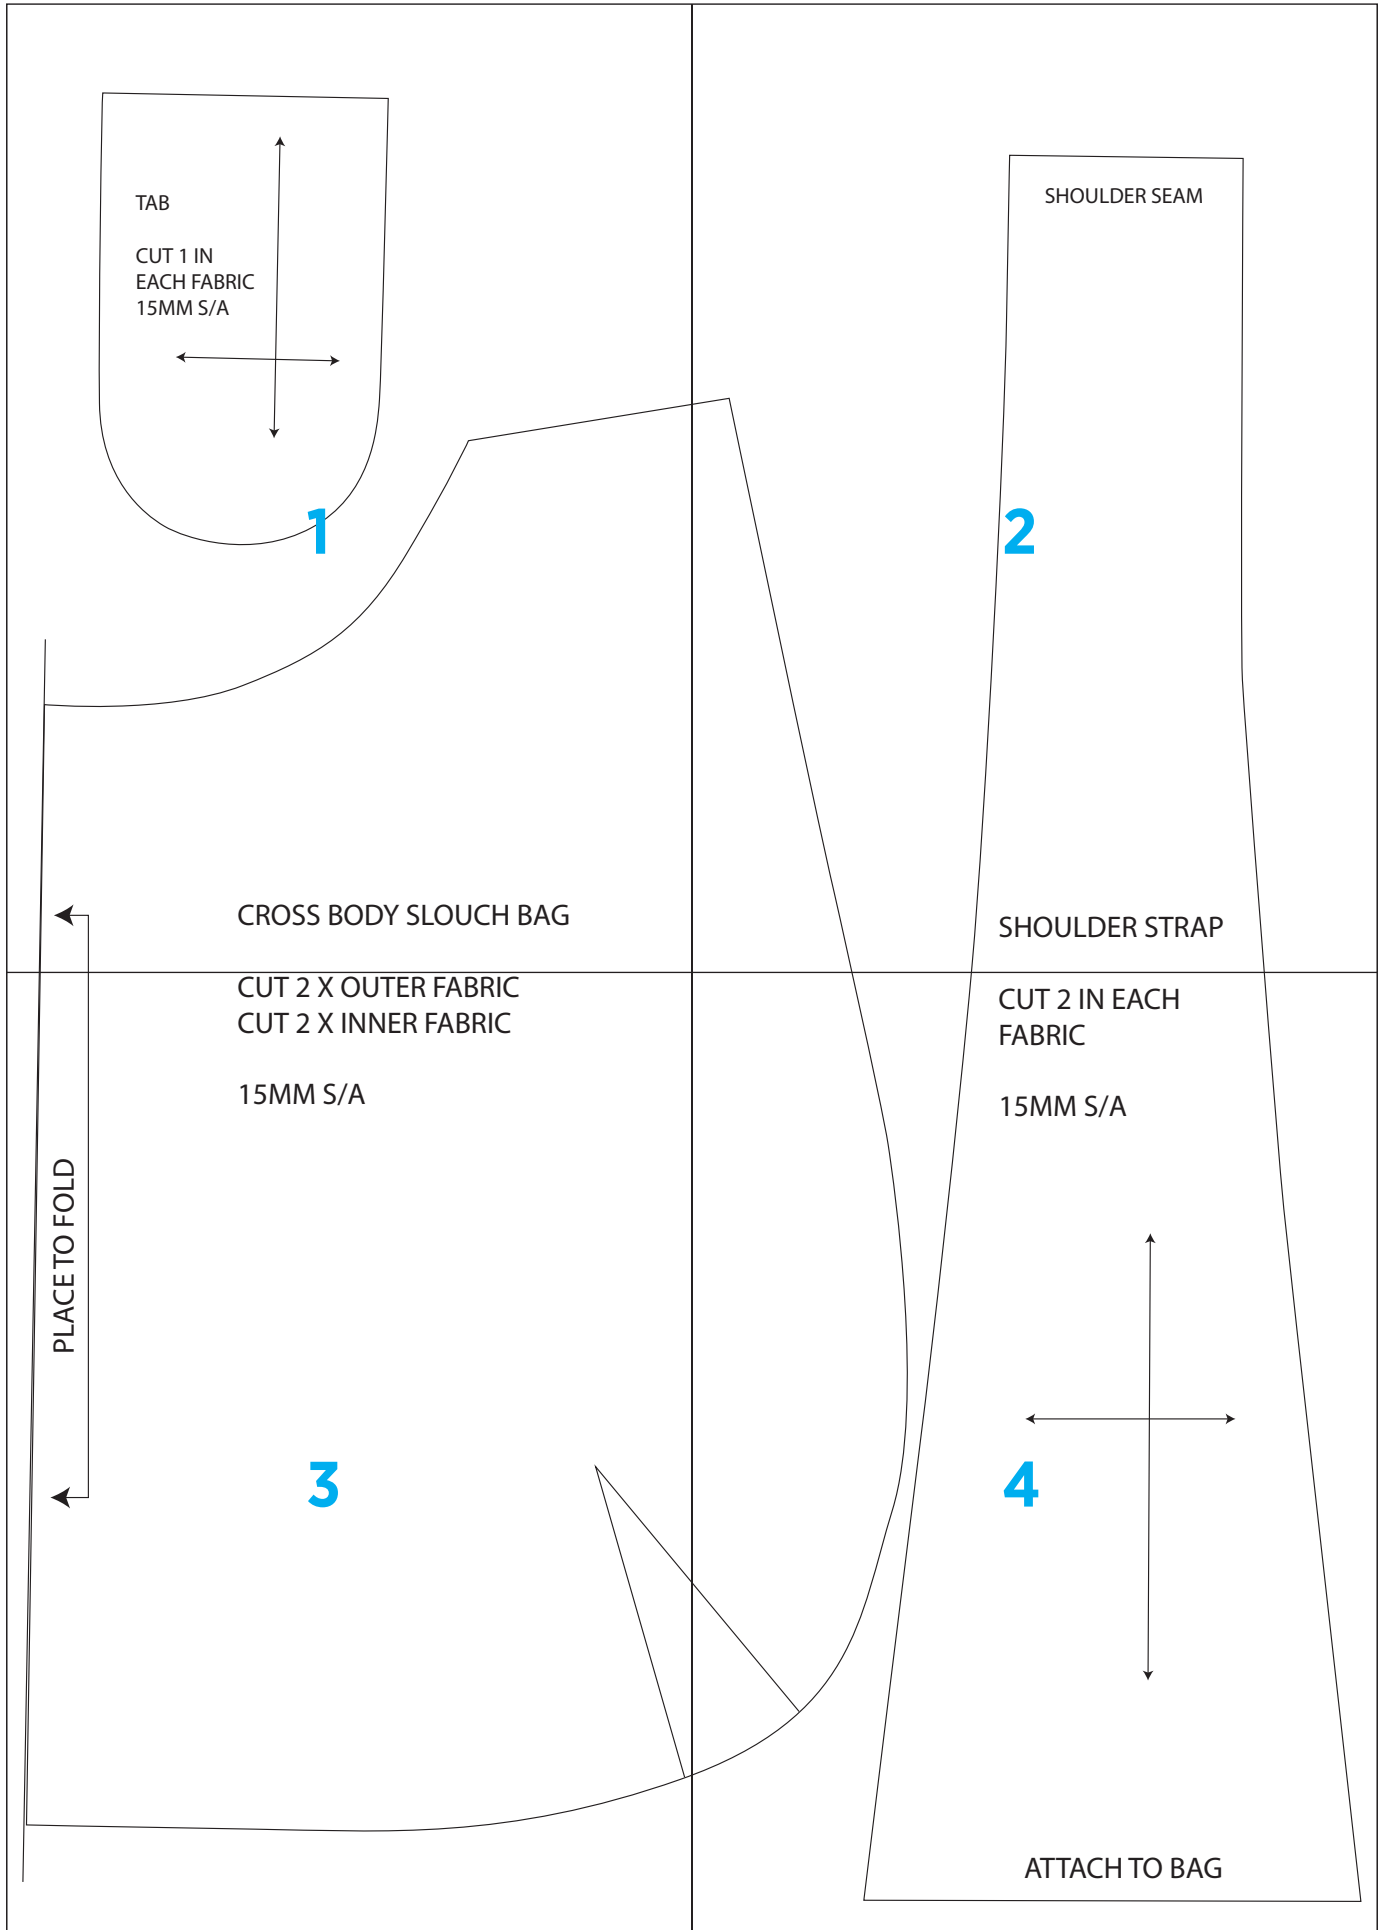 TAB
CUT 1 IN
EACH FABRIC
15MM S/A
1
SHOULDER SEAM
2
CROSS BODY SLOUCH BAG
CUT 2 X OUTER FABRIC
CUT 2 X INNER FABRIC
15MM S/A
PLACE TO FOLD
3
SHOULDER STRAP
CUT 2 IN EACH
FABRIC
15MM S/A
4
ATTACH TO BAG